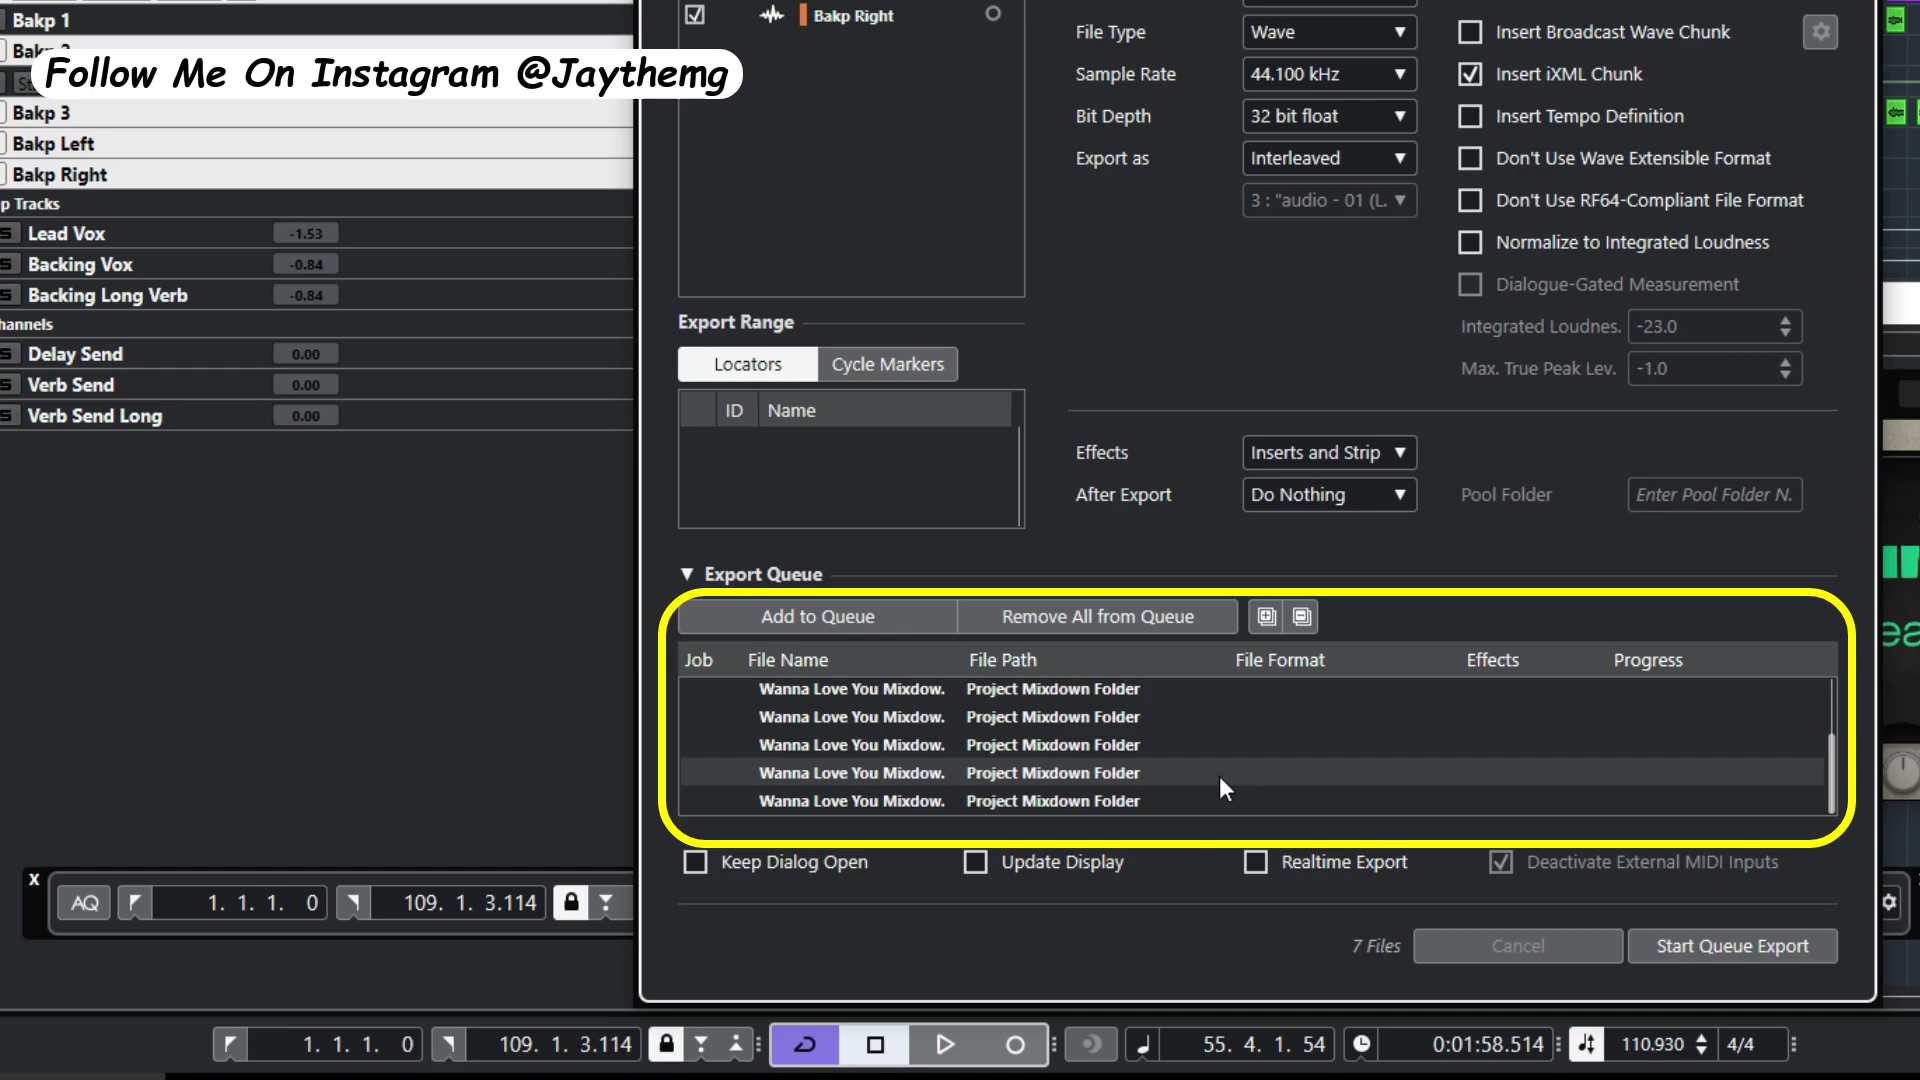 Bakp 1
Follow Me On Instagram @Jaythemg
Bakp 3
Bakp Left
Bakp Right
p Tracks
S Lead Vox -1.53
S Backing Vox -0.84
S Backing Long Verb -0.84
hannels
S Delay Send 0.00
S Verb Send 0.00
S Verb Send Long 0.00
Bakp Right
File Type Wave
Sample Rate 44.100 kHz
Bit Depth 32 bit float
Export as Interleaved
3 : "audio - 01 (L.
Insert Broadcast Wave Chunk
Insert iXML Chunk
Insert Tempo Definition
Don't Use Wave Extensible Format
Don't Use RF64-Compliant File Format
Normalize to Integrated Loudness
Dialogue-Gated Measurement
Integrated Loudnes. -23.0
Max. True Peak Lev. -1.0
Export Range
Locators Cycle Markers
ID Name
Effects Inserts and Strip
After Export Do Nothing Pool Folder Enter Pool Folder N.
Export Queue
Add to Queue Remove All from Queue
Job File Name File Path File Format Effects Progress
Wanna Love You Mixdow. Project Mixdown Folder
Wanna Love You Mixdow. Project Mixdown Folder
Wanna Love You Mixdow. Project Mixdown Folder
Wanna Love You Mixdow. Project Mixdown Folder
Wanna Love You Mixdow. Project Mixdown Folder
Keep Dialog Open Update Display Realtime Export Deactivate External MIDI Inputs
7 Files Cancel Start Queue Export
X
AQ 1. 1. 1. 0 109. 1. 3.114
1. 1. 1. 0 109. 1. 3.114 55. 4. 1. 54 0:01:58.514 110.930 4/4